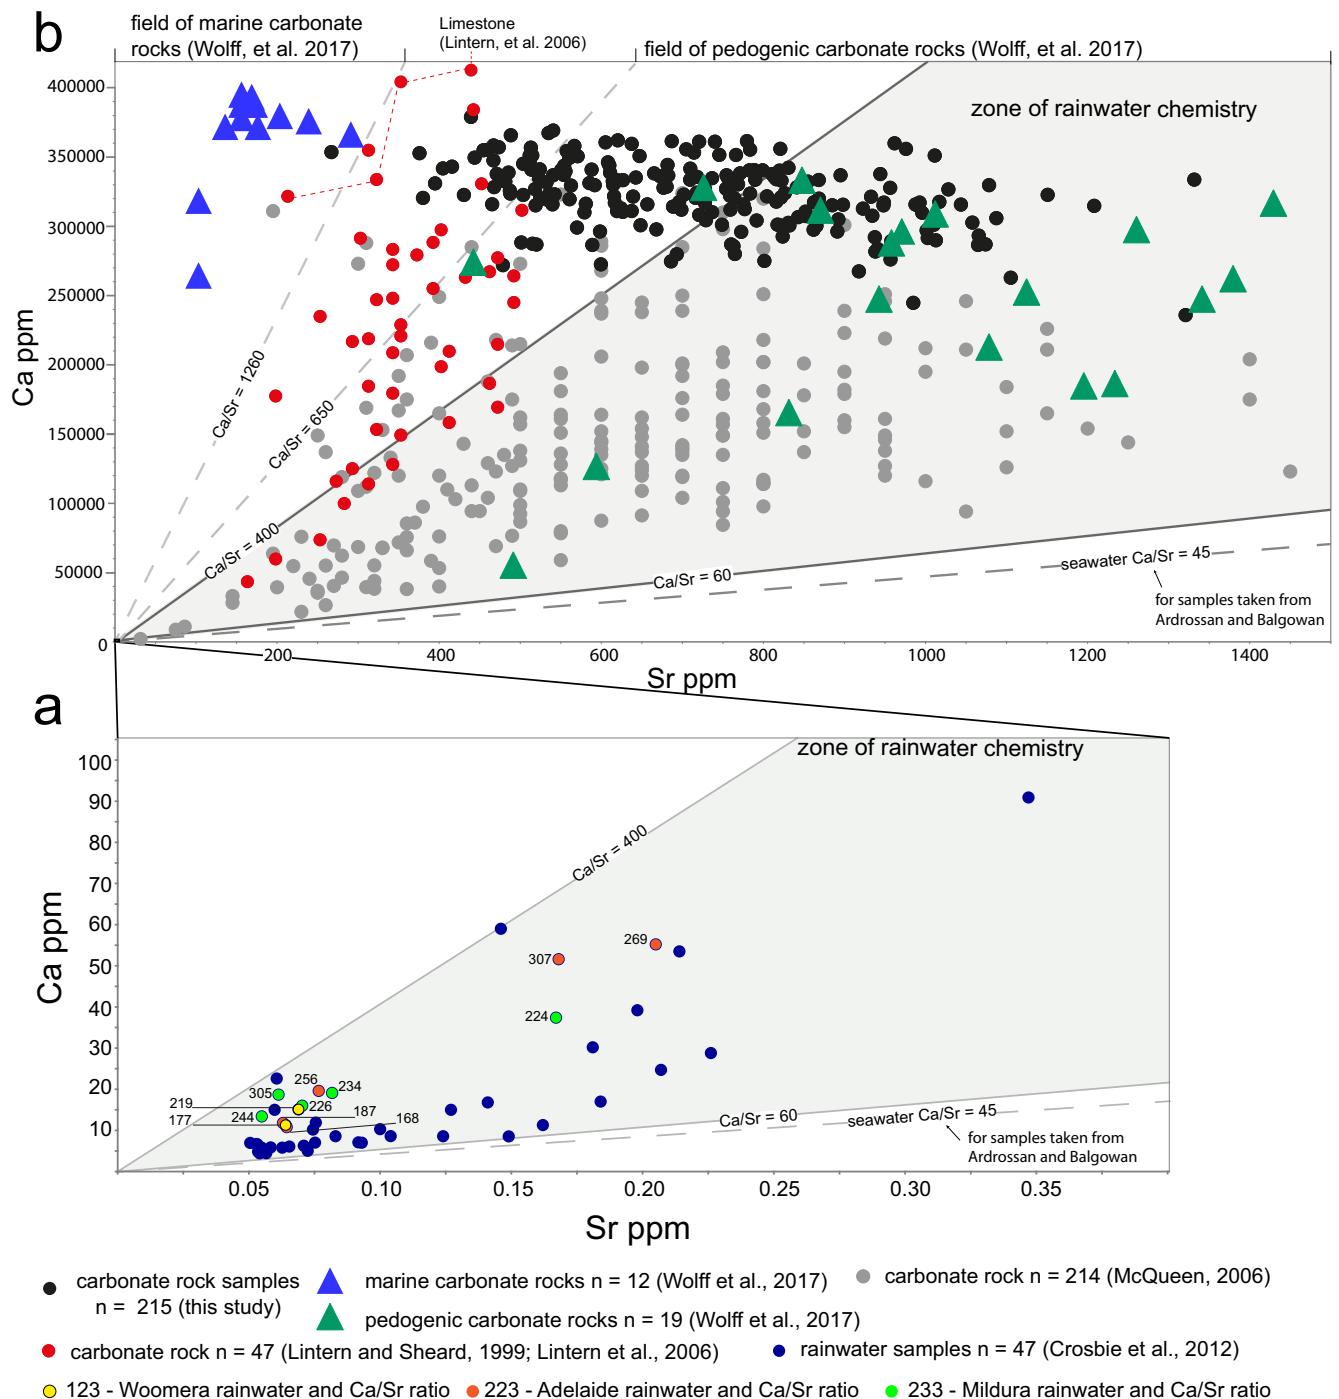 b
field of marine carbonate
rocks (Wolff, et al. 2017)
Limestone
(Lintern, et al. 2006)
field of pedogenic carbonate rocks (Wolff, et al. 2017)
zone of rainwater chemistry
400000
350000
300000
250000
200000
150000
100000
50000
0
Ca ppm
Ca/Sr = 1260
Ca/Sr = 650
Ca/Sr = 400
Ca/Sr = 60
seawater Ca/Sr = 45
for samples taken from
Ardrossan and Balgowan
200 400 600 800 1000 1200 1400
Sr ppm
a
zone of rainwater chemistry
100
90
80
70
60
50
40
30
20
10
Ca ppm
Ca/Sr = 400
269
307
224
256
234
305
219
226
244
187
177
168
Ca/Sr = 60
seawater Ca/Sr = 45
for samples taken from
Ardrossan and Balgowan
0.05 0.10 0.15 0.20 0.25 0.30 0.35
Sr ppm
carbonate rock samples
n = 215 (this study)
marine carbonate rocks n = 12 (Wolff et al., 2017)
carbonate rock n = 214 (McQueen, 2006)
pedogenic carbonate rocks n = 19 (Wolff et al., 2017)
carbonate rock n = 47 (Lintern and Sheard, 1999; Lintern et al., 2006)
rainwater samples n = 47 (Crosbie et al., 2012)
123 - Woomera rainwater and Ca/Sr ratio
223 - Adelaide rainwater and Ca/Sr ratio
233 - Mildura rainwater and Ca/Sr ratio